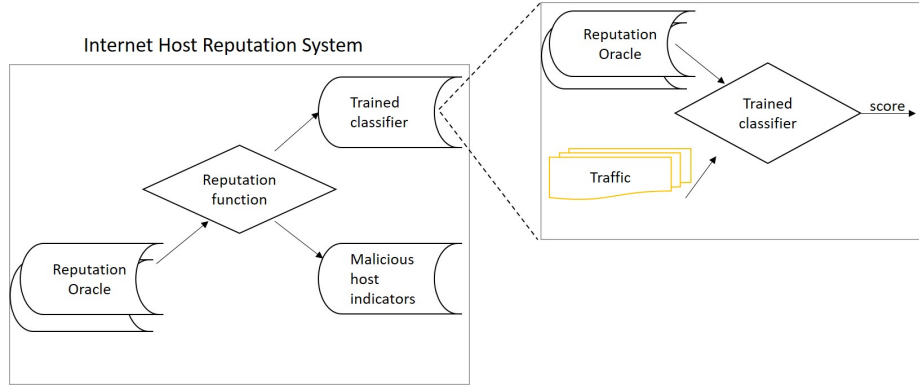 Internet Host Reputation System
Trained
classifier
Reputation
function
Reputation
Oracle
Malicious
host
indicators
Reputation
Oracle
Trained
classifier
score
Traffic